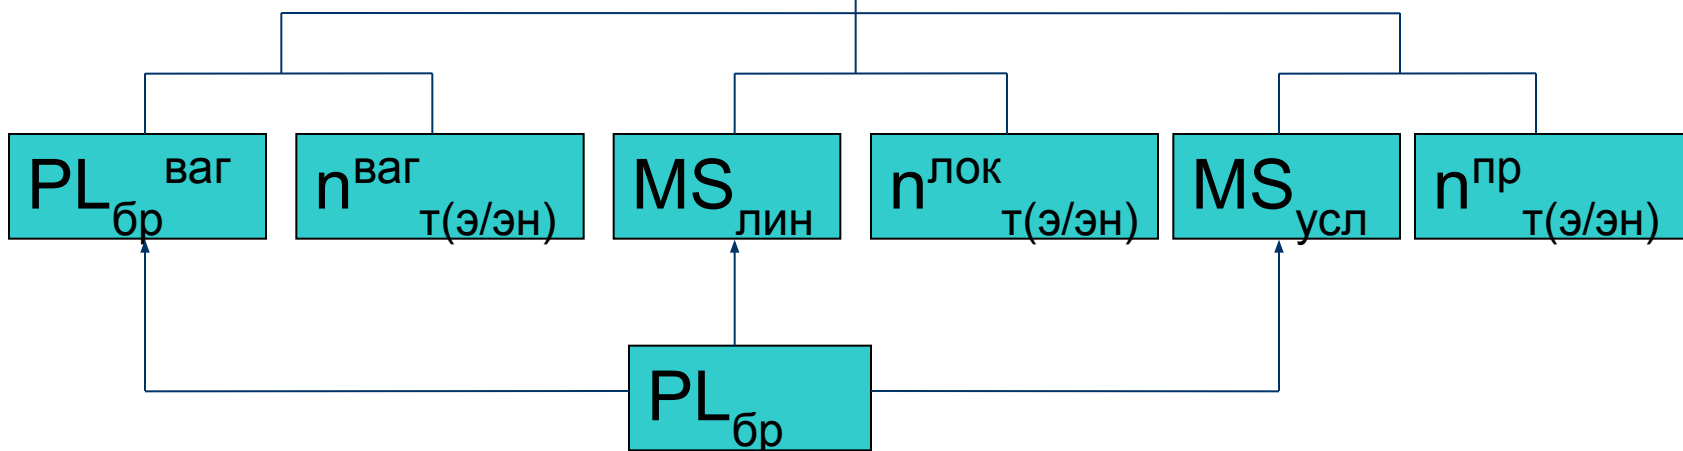 PLбр ваг
nваг т(э/эн)
MSлин
nлок т(э/эн)
MSусл
nпр т(э/эн)
PLбр